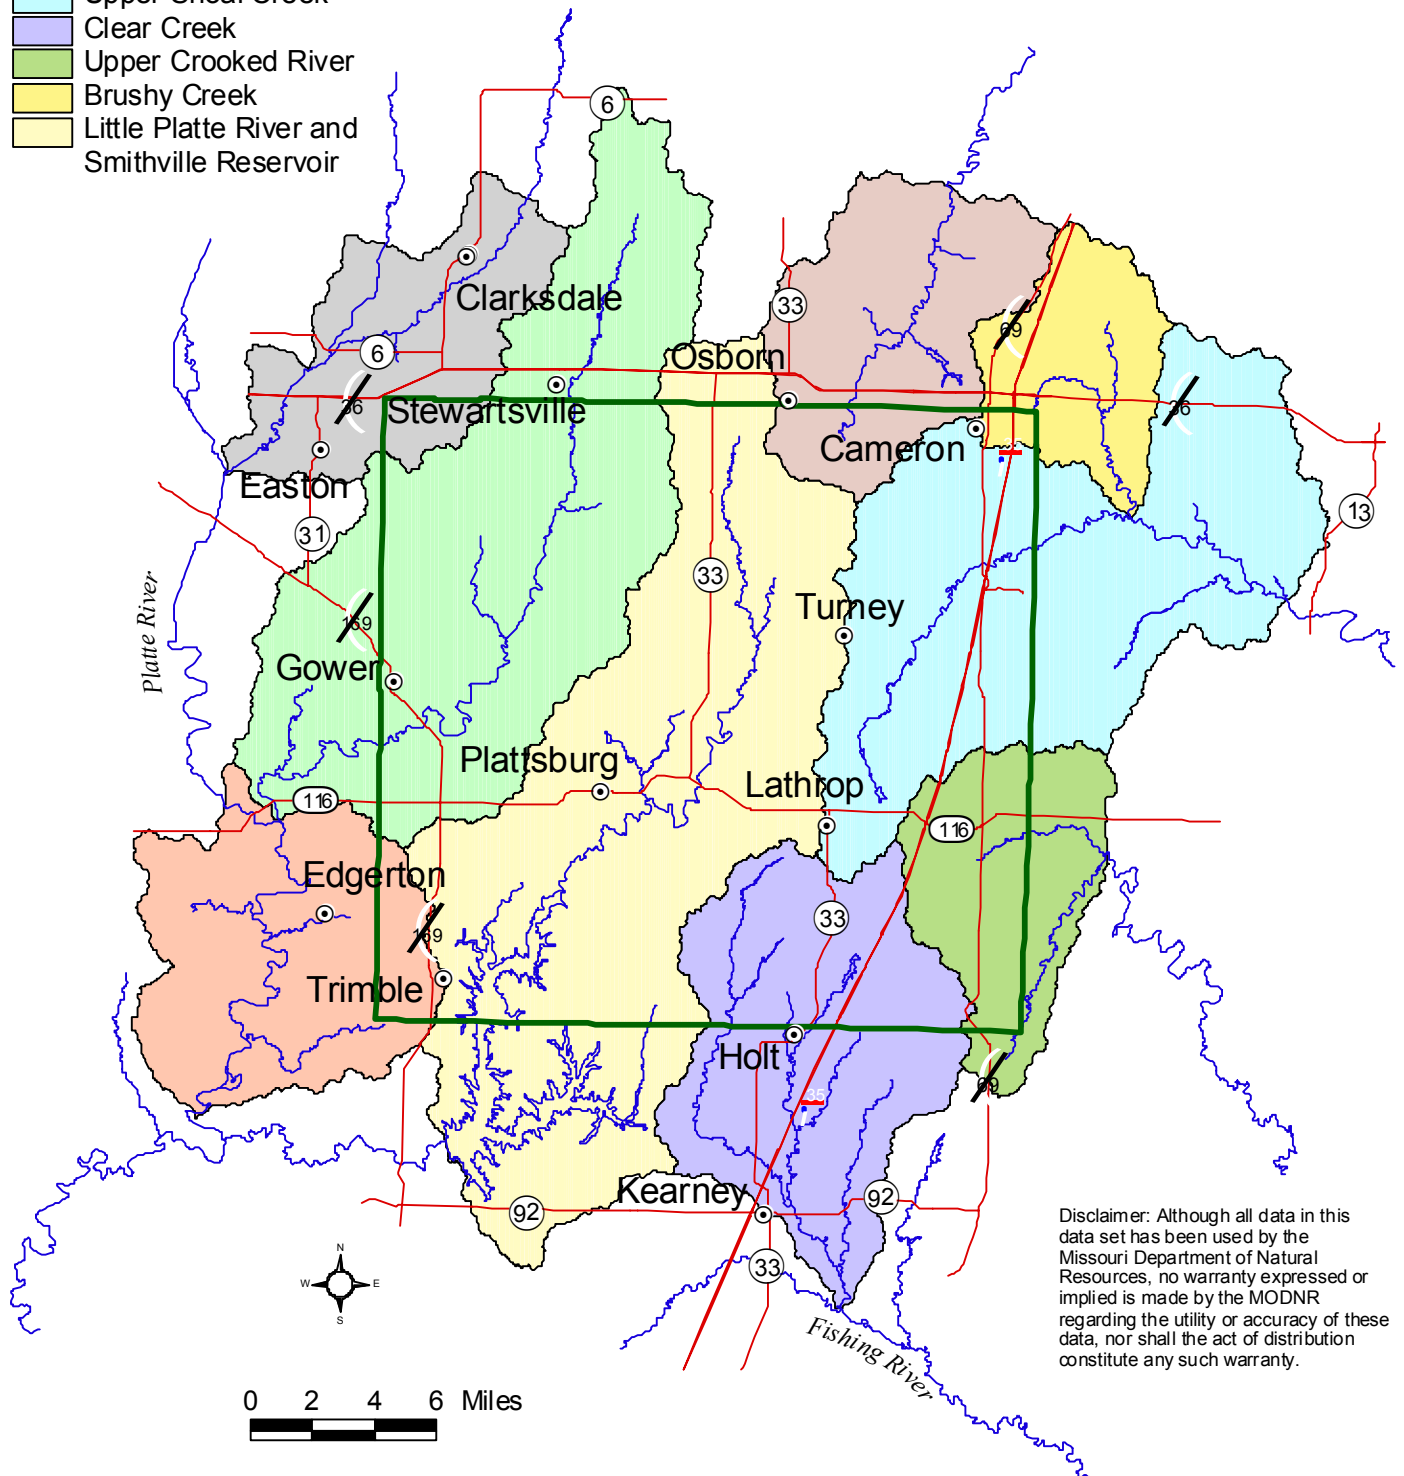 Upper Shoal Creek
Clear Creek
Upper Crooked River
Brushy Creek
Little Platte River and
Smithville Reservoir
6
Clarksdale
33
69
6
Osborn
36
Stewartsville
36
Cameron
35
Easton
13
31
33
Platte River
169
Turney
Gower
Plattsburg
Lathrop
116
116
Edgerton
33
169
Trimble
Holt
69
35
Kearney
92
92
33
N
W
E
S
Fishing River
Disclaimer: Although all data in this
data set has been used by the
Missouri Department of Natural
Resources, no warranty expressed or
implied is made by the MODNR
regarding the utility or accuracy of these
data, nor shall the act of distribution
constitute any such warranty.
0 2 4 6 Miles